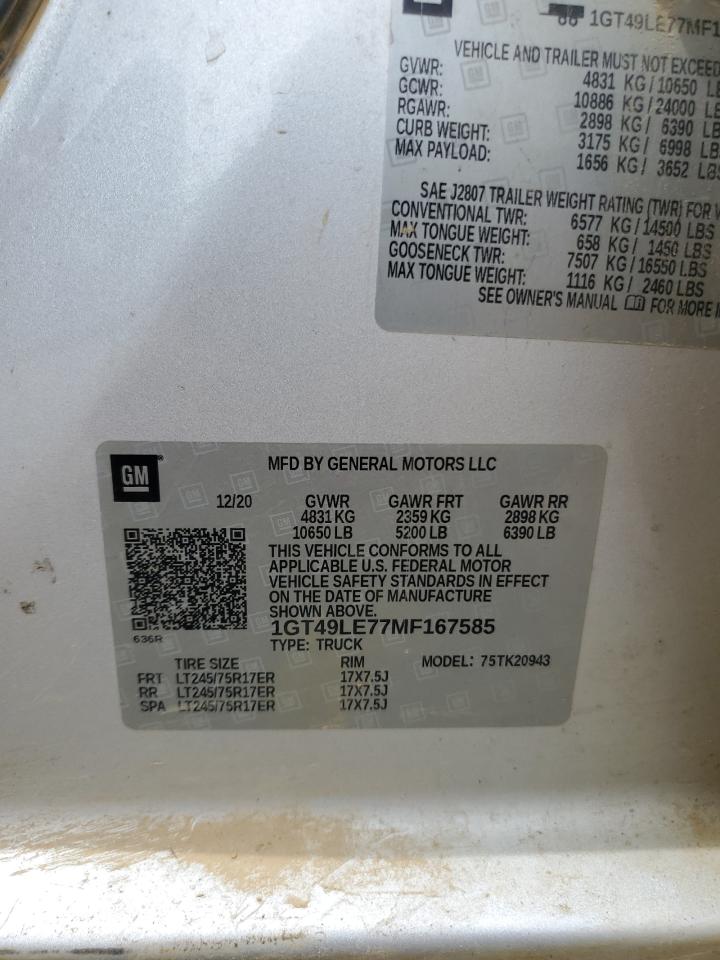 1GT49LE77MF1
VEHICLE AND TRAILER MUST NOT EXCEED
GVWR: 4831 KG/10650 LB
GCWR: 10886 KG/24000 LB
RGAWR: 2898 KG/ 6390 LB
CURB WEIGHT: 3175 KG/ 6998 LBS
MAX PAYLOAD: 1656 KG/ 3652 LBS
SAE J2807 TRAILER WEIGHT RATING (TWR) FOR
CONVENTIONAL TWR: 6577 KG/14500 LBS
MAX TONGUE WEIGHT: 658 KG/ 1450 LBS
GOOSENECK TWR: 7507 KG/16550 LBS
MAX TONGUE WEIGHT: 1116 KG/ 2460 LBS
SEE OWNER'S MANUAL FOR MORE
GM
MFD BY GENERAL MOTORS LLC
12/20 GVWR GAWR FRT GAWR RR
4831 KG 2359 KG 2898 KG
10650 LB 5200 LB 6390 LB
THIS VEHICLE CONFORMS TO ALL
APPLICABLE U.S. FEDERAL MOTOR
VEHICLE SAFETY STANDARDS IN EFFECT
ON THE DATE OF MANUFACTURE
SHOWN ABOVE.
636R
1GT49LE77MF167585
TYPE: TRUCK
TIRE SIZE RIM MODEL: 75TK20943
FRT LT245/75R17ER 17X7.5J
RR LT245/75R17ER 17X7.5J
SPA LT245/75R17ER 17X7.5J